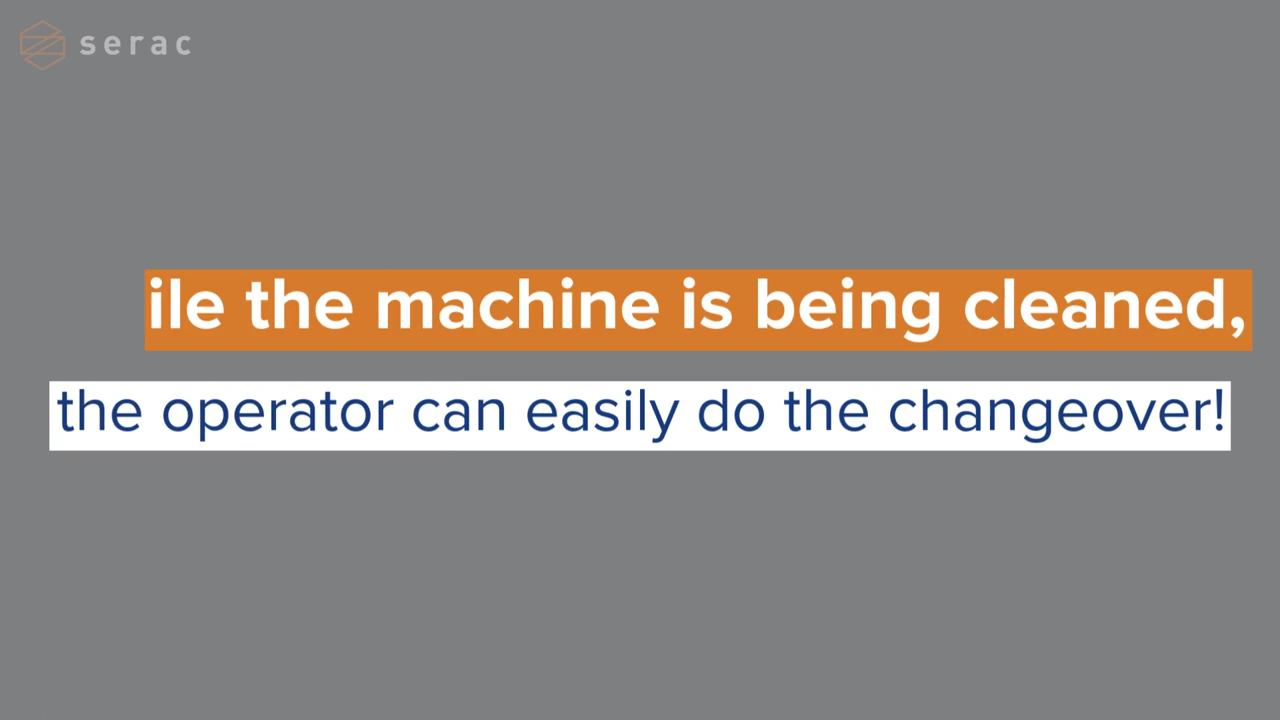 serac
ile the machine is being cleaned,
the operator can easily do the changeover!